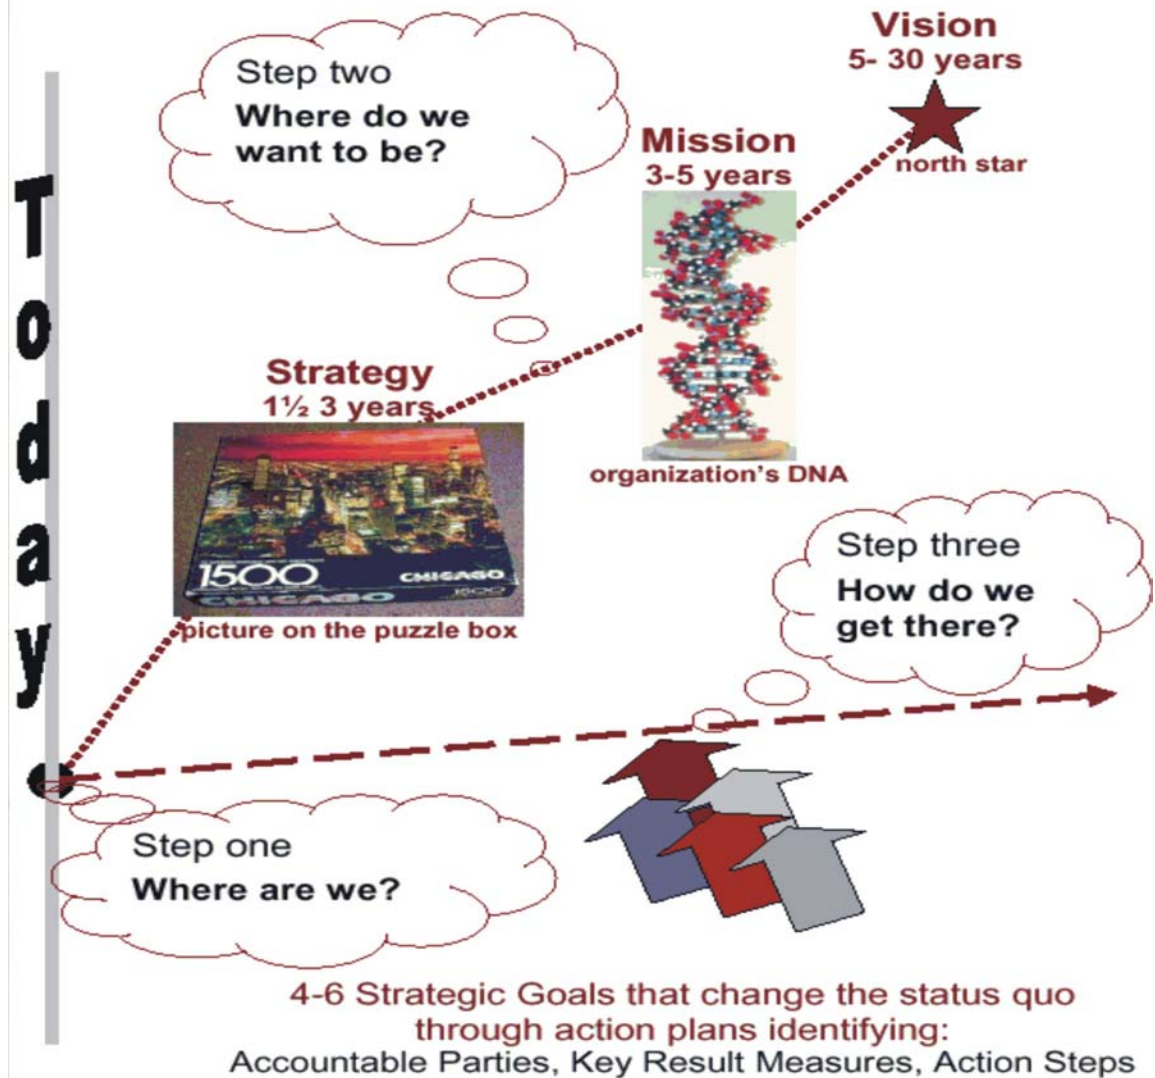 Vision
5- 30 years
north star
Step two
Where do we
want to be?
Mission
3-5 years
organization's DNA
Today
Strategy
1½ 3 years
1500
CHICAGO
CHICAGO
1500
picture on the puzzle box
Step three
How do we
get there?
Step one
Where are we?
4-6 Strategic Goals that change the status quo
through action plans identifying:
Accountable Parties, Key Result Measures, Action Steps